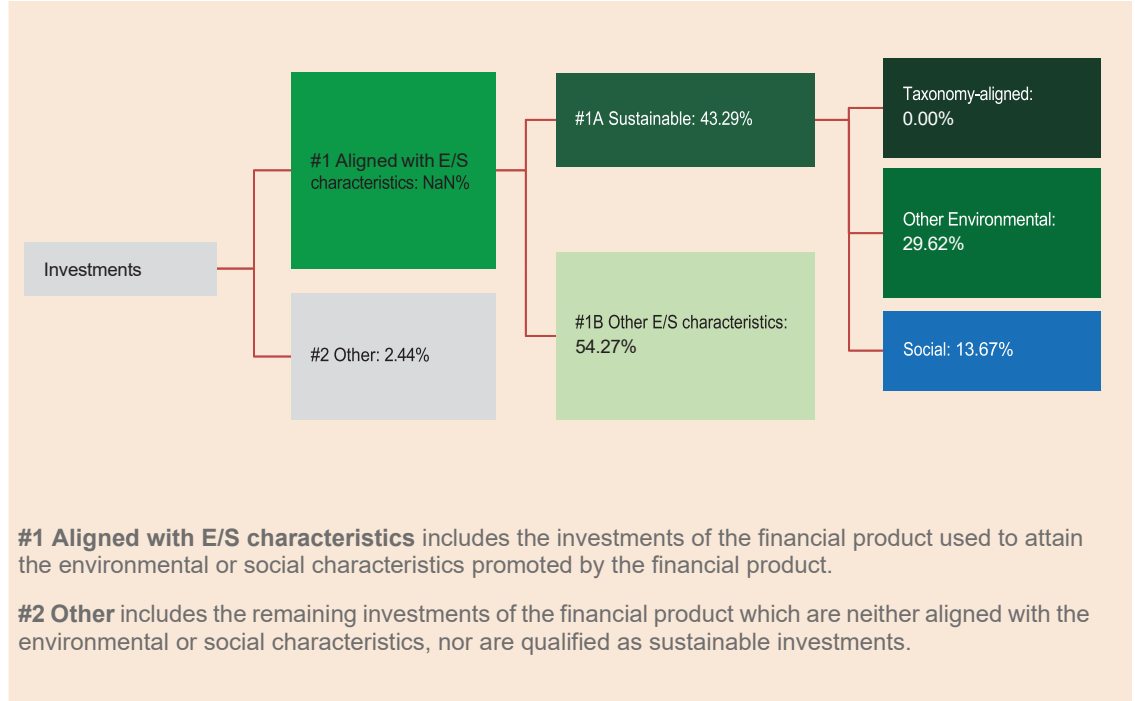 Investments
#1 Aligned with E/S
characteristics: NaN%
#2 Other: 2.44%
#1A Sustainable: 43.29%
#1B Other E/S characteristics:
54.27%
Taxonomy-aligned:
0.00%
Other Environmental:
29.62%
Social: 13.67%
#1 Aligned with E/S characteristics includes the investments of the financial product used to attain
the environmental or social characteristics promoted by the financial product.
#2 Other includes the remaining investments of the financial product which are neither aligned with the
environmental or social characteristics, nor are qualified as sustainable investments.